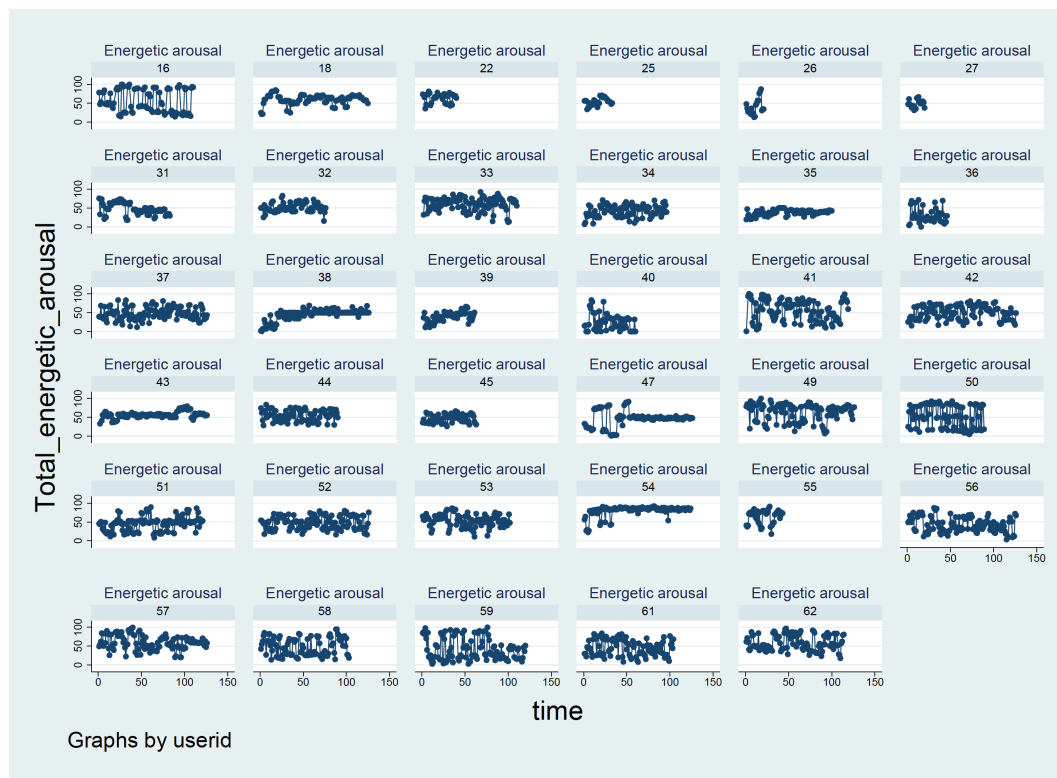 Energetic arousal Energetic arousal Energetic arousal Energetic arousal Energetic arousal Energetic arousal
16 18 22 25 26 27
0 50 100
Energetic arousal Energetic arousal Energetic arousal Energetic arousal Energetic arousal Energetic arousal
31 32 33 34 35 36
0 50 100
Energetic arousal Energetic arousal Energetic arousal Energetic arousal Energetic arousal Energetic arousal
37 38 39 40 41 42
0 50 100
Energetic arousal Energetic arousal Energetic arousal Energetic arousal Energetic arousal Energetic arousal
43 44 45 47 49 50
0 50 100
Energetic arousal Energetic arousal Energetic arousal Energetic arousal Energetic arousal Energetic arousal
51 52 53 54 55 56
0 50 100
0 50 100 150
Energetic arousal Energetic arousal Energetic arousal Energetic arousal Energetic arousal
57 58 59 61 62
0 50 100
0 50 100 150 0 50 100 150 0 50 100 150 0 50 100 150 0 50 100 150
Total_energetic_arousal
time
Graphs by userid